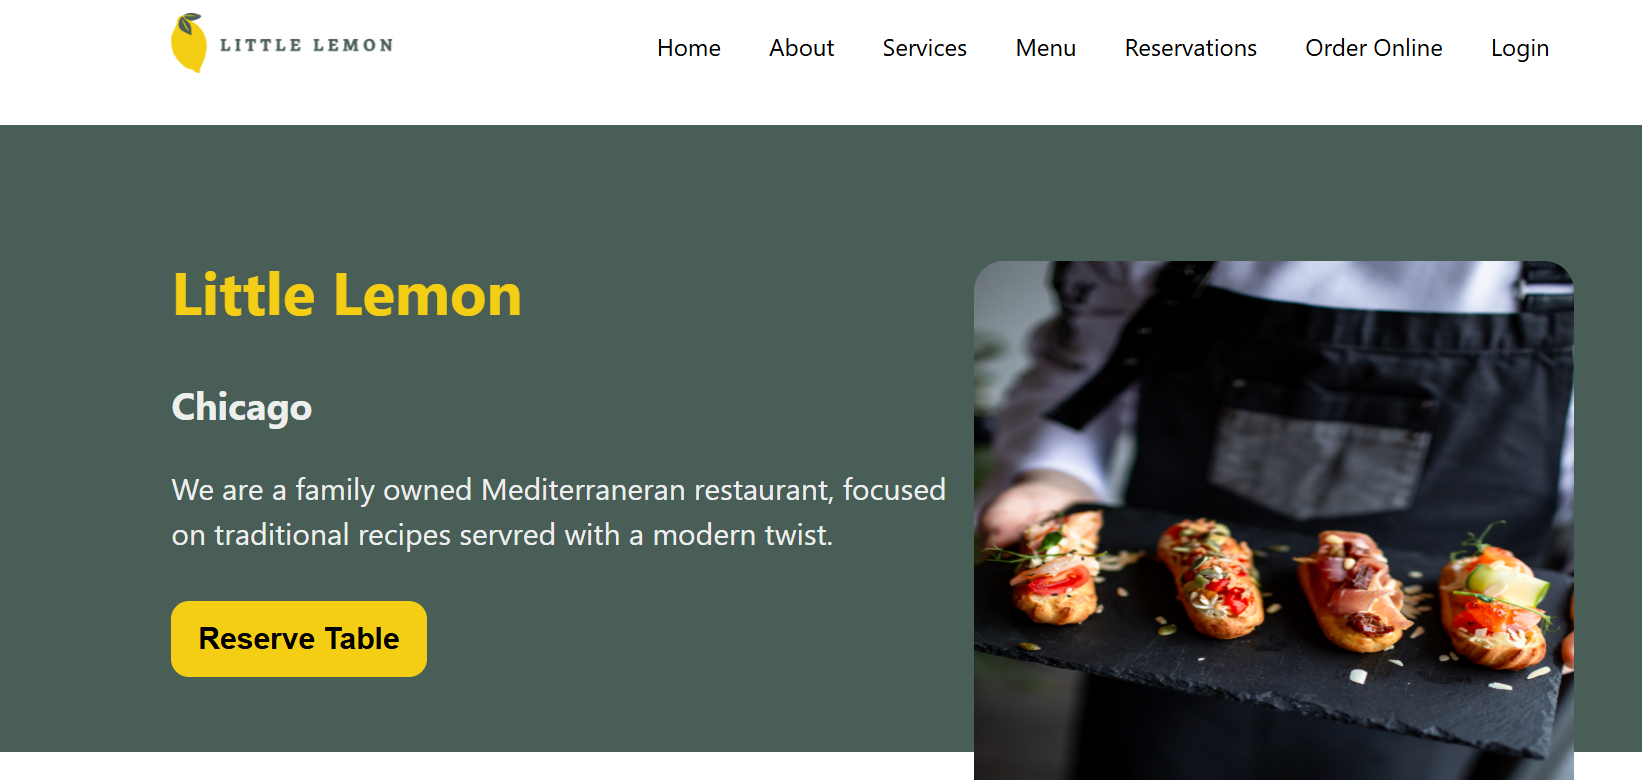 LITTLE LEMON
Home About Services Menu Reservations Order Online Login
Little Lemon
Chicago
We are a family owned Mediterraneran restaurant, focused
on traditional recipes servred with a modern twist.
Reserve Table